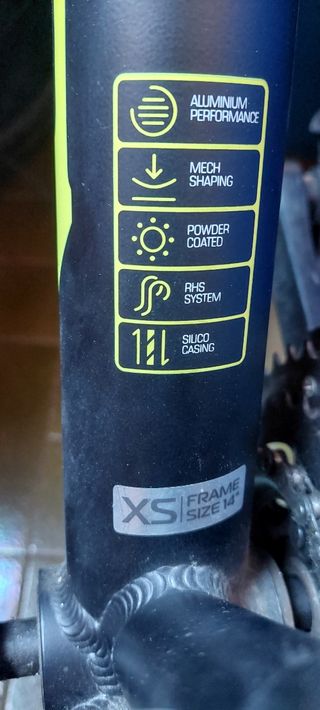 ALUMINIUM
PERFORMANCE
MECH
SHAPING
POWDER
COATED
RHS
SYSTEM
SILICO
CASING
XS FRAME
SIZE 14"